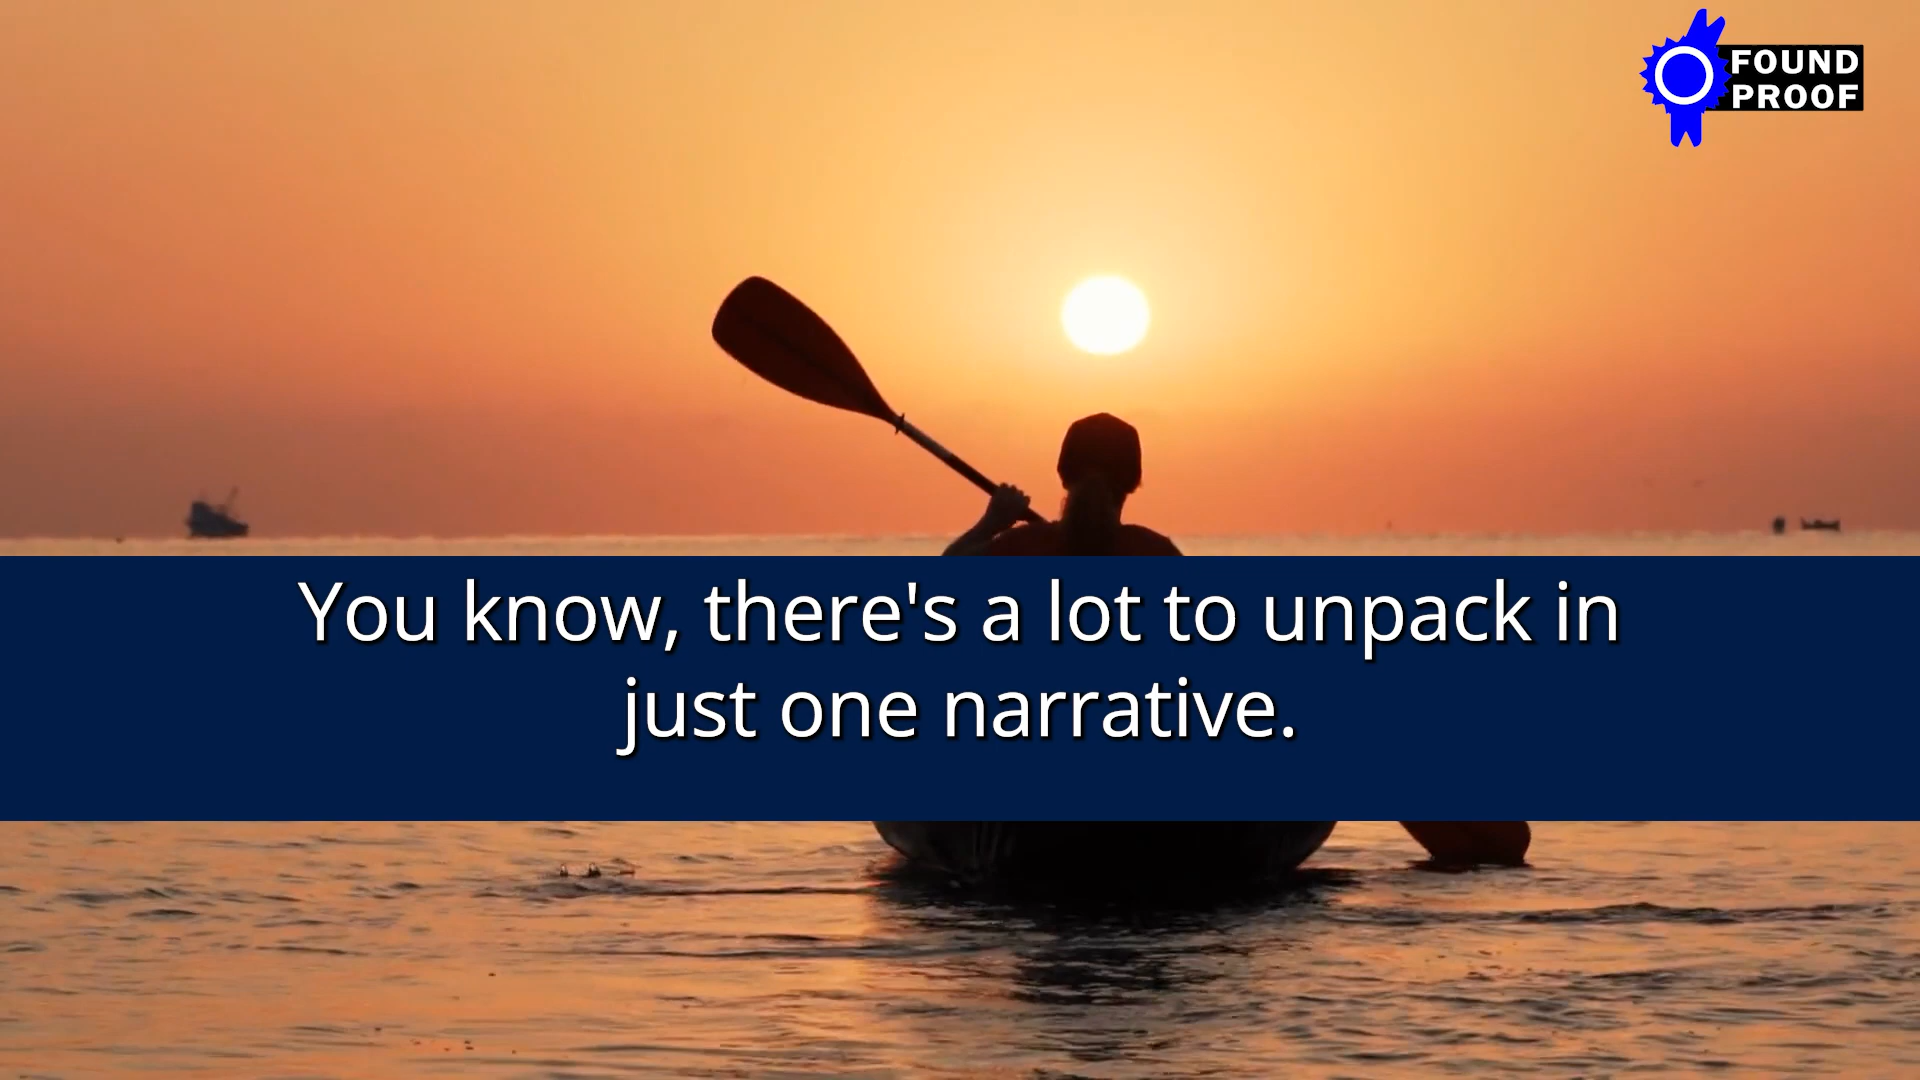 FOUND
PROOF
You know, there's a lot to unpack in
just one narrative.